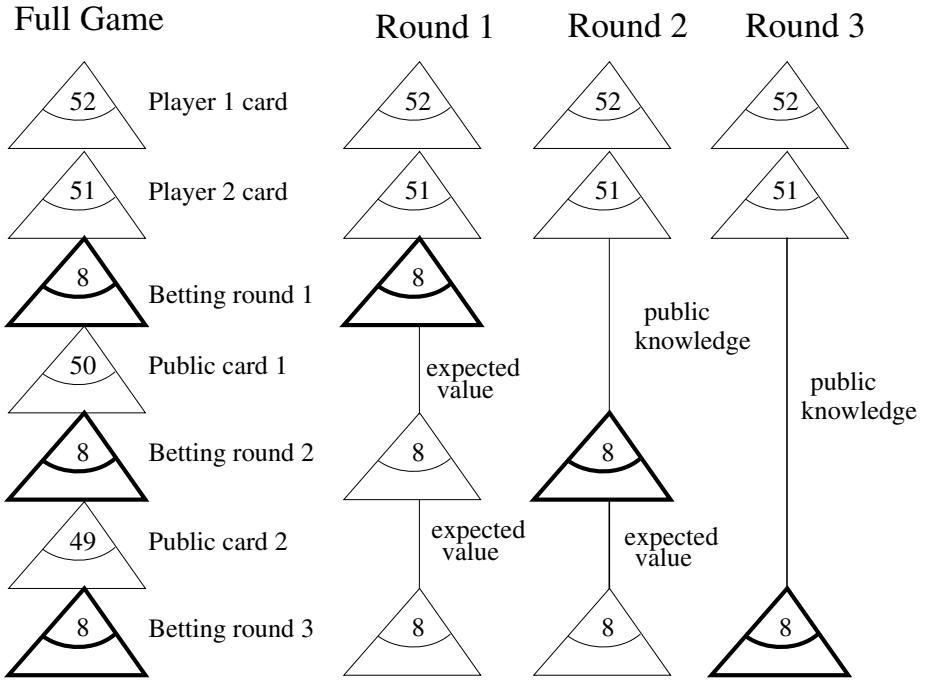 Full Game
Round 1
Round 2
Round 3
52
Player 1 card
52
52
52
51
Player 2 card
51
51
51
8
Betting round 1
8
public
knowledge
50
Public card 1
expected
value
public
knowledge
8
Betting round 2
8
8
49
Public card 2
expected
value
expected
value
8
Betting round 3
8
8
8